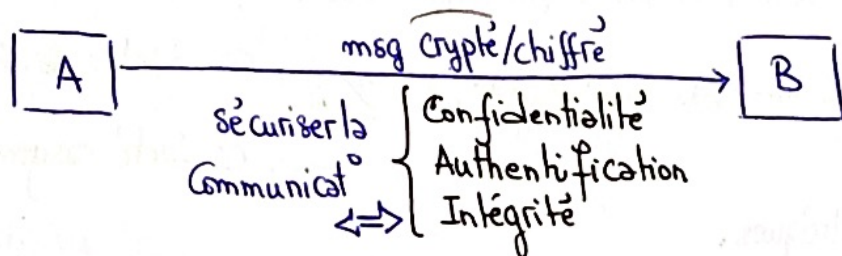 msg crypté/chiffré
A
B
sécuriser la
Communicat°
⇔
Confidentialité
Authentification
Intégrité